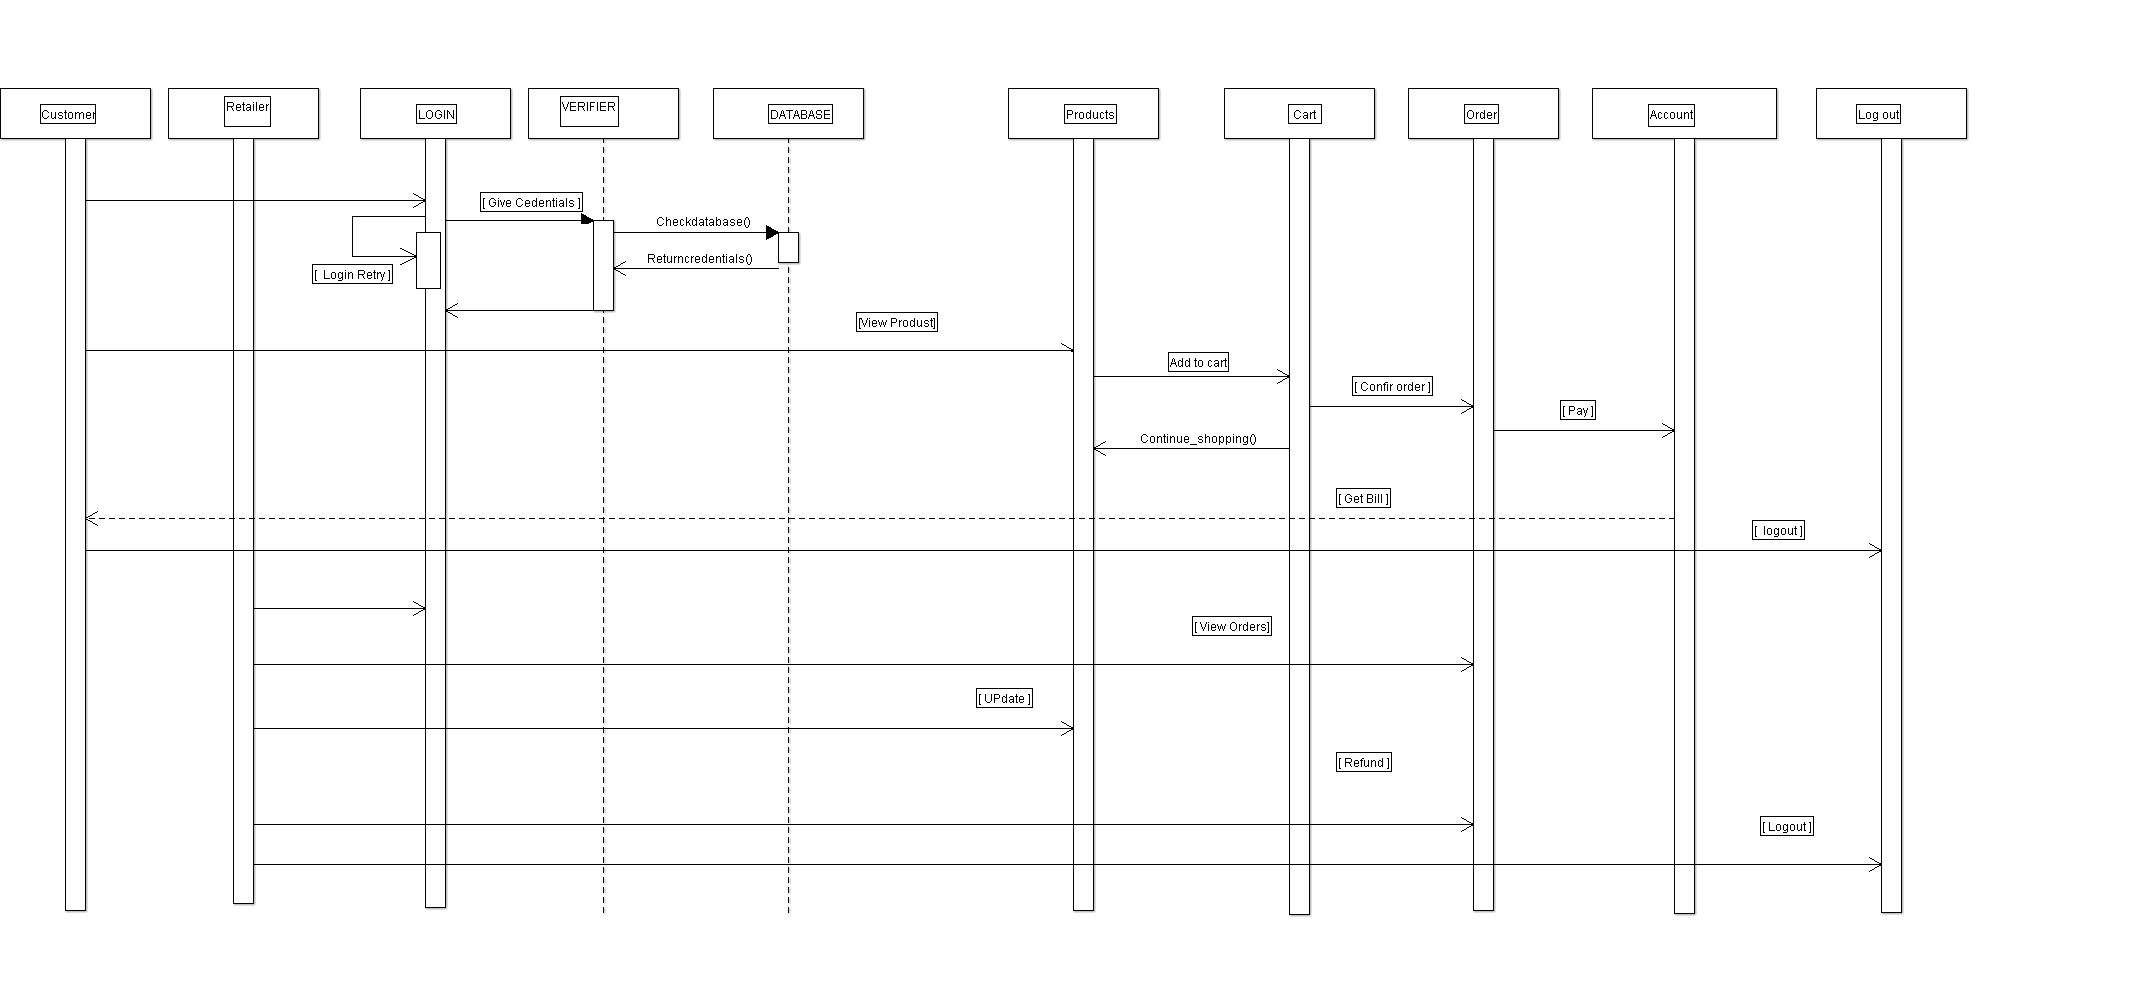 Customer
Retailer
LOGIN
VERIFIER
DATABASE
Products
Cart
Order
Account
Log out
[ Give Cedentials ]
Checkdatabase()
Returncredentials()
[ Login Retry ]
[View Produst]
Add to cart
[ Confir order ]
[ Pay ]
Continue_shopping()
[ Get Bill ]
[ logout ]
[ View Orders]
[ UPdate ]
[ Refund ]
[ Logout ]